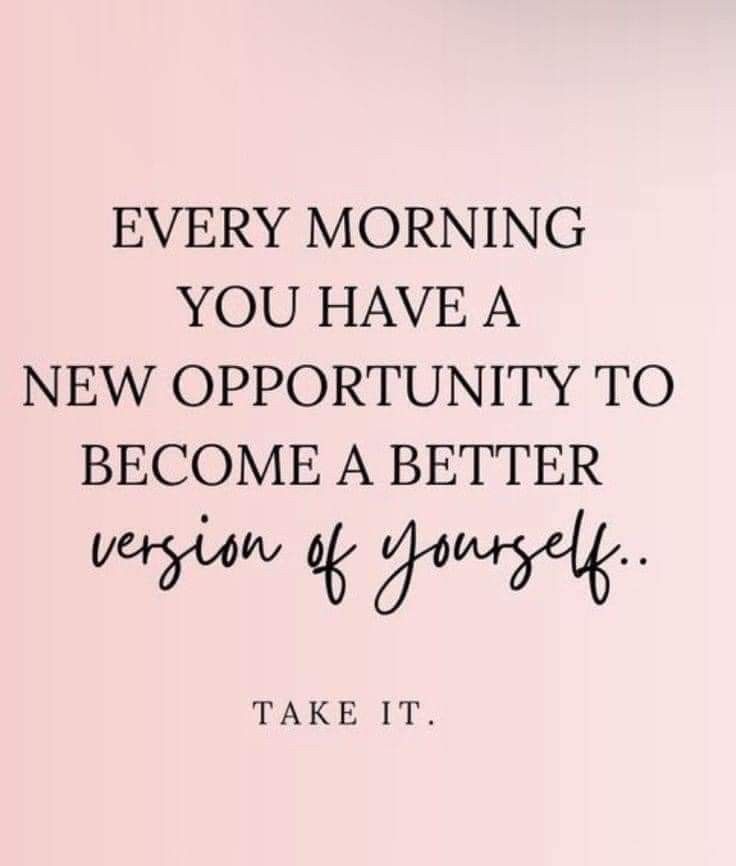 EVERY MORNING
YOU HAVE A
NEW OPPORTUNITY TO
BECOME A BETTER
version of yourself..
TAKE IT.